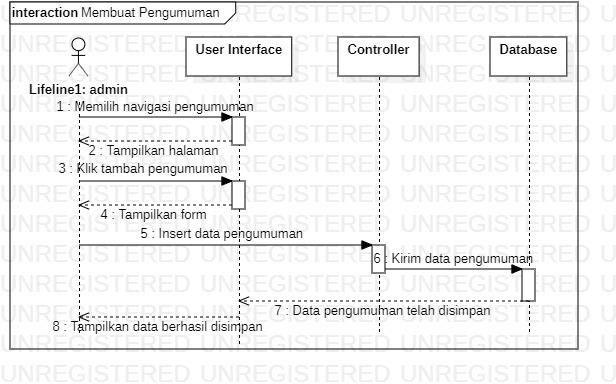 interaction Membuat Pengumuman
User Interface
Controller
Database
Lifeline1: admin
1 : Memilih navigasi pengumuman
2 : Tampilkan halaman
3 : Klik tambah pengumuman
4 : Tampilkan form
5 : Insert data pengumuman
6 : Kirim data pengumuman
7 : Data pengumuman telah disimpan
8 : Tampilkan data berhasil disimpan
UNREGISTERED